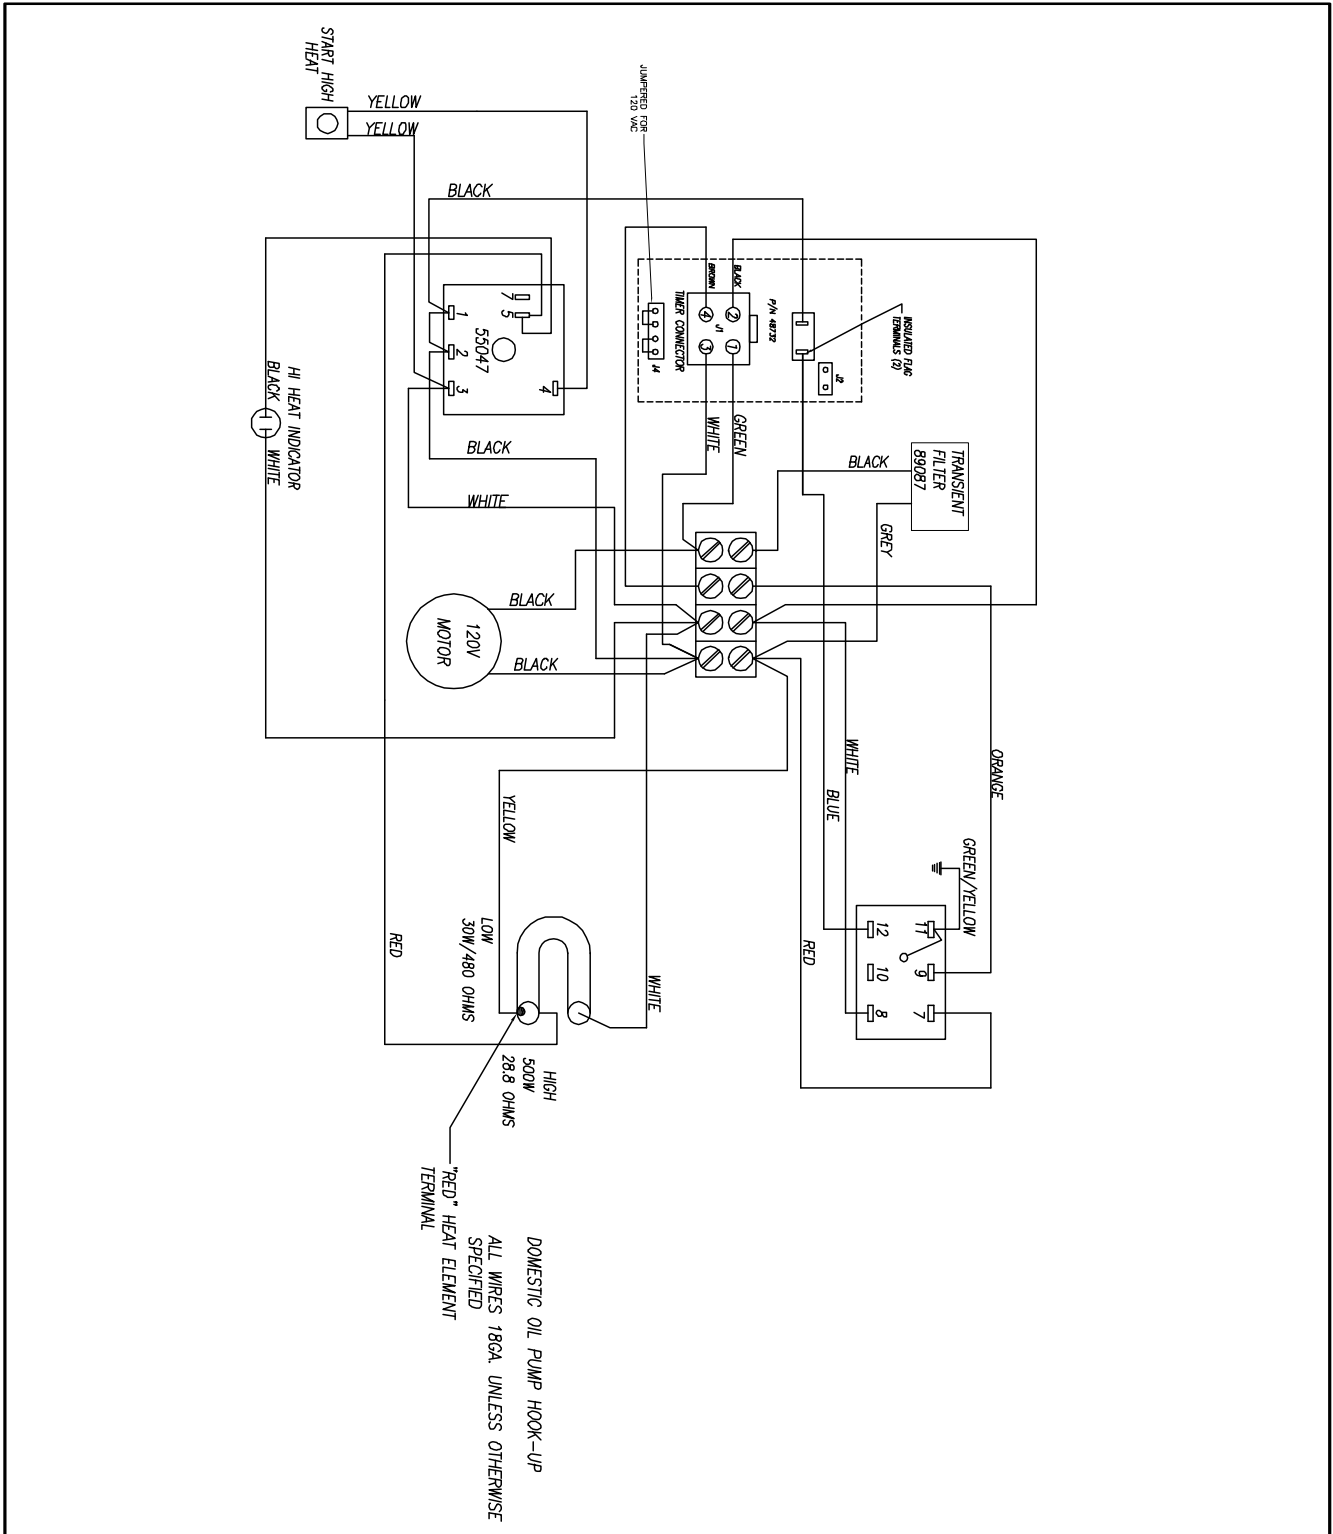 START HIGH
HEAT
YELLOW
YELLOW
JUMPERED FOR
120 VAC
BLACK
BLACK
BROWN
2
4
1
3
J1
P/N 48732
TIMER CONNECTOR
J4
J2
INSULATED FLAG
TERMINALS (2)
7
5
1
2
3
4
55047
HI HEAT INDICATOR
BLACK
WHITE
BLACK
WHITE
WHITE
GREEN
BLACK
GREY
TRANSIENT
FILTER
89087
120V
MOTOR
BLACK
BLACK
WHITE
BLUE
ORANGE
GREEN/YELLOW
YELLOW
RED
RED
WHITE
12
11
10
9
8
7
LOW
30W/480 OHMS
HIGH
500W
28.8 OHMS
"RED" HEAT ELEMENT
TERMINAL
DOMESTIC OIL PUMP HOOK-UP
ALL WIRES 18GA. UNLESS OTHERWISE
SPECIFIED